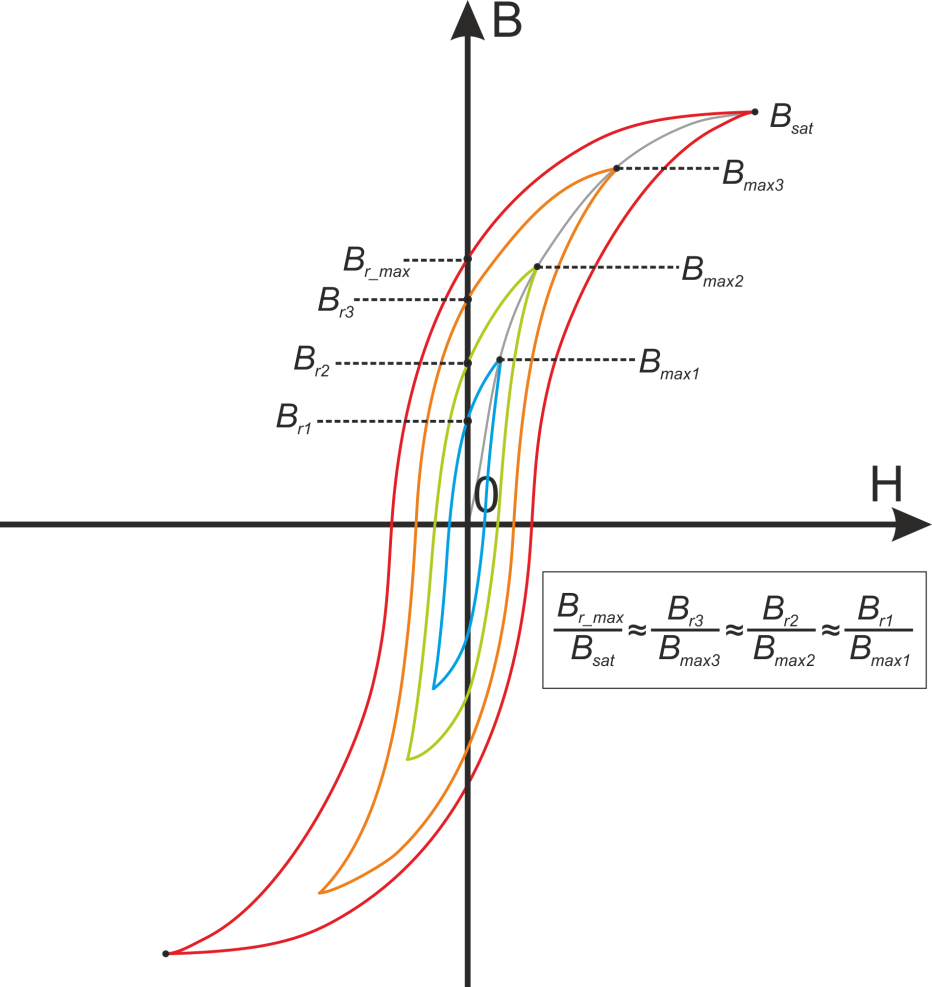 B
B_sat
B_max3
B_r_max
B_max2
B_r3
B_r2
B_max1
B_r1
0
H
B_r_max/B_sat ≈ B_r3/B_max3 ≈ B_r2/B_max2 ≈ B_r1/B_max1